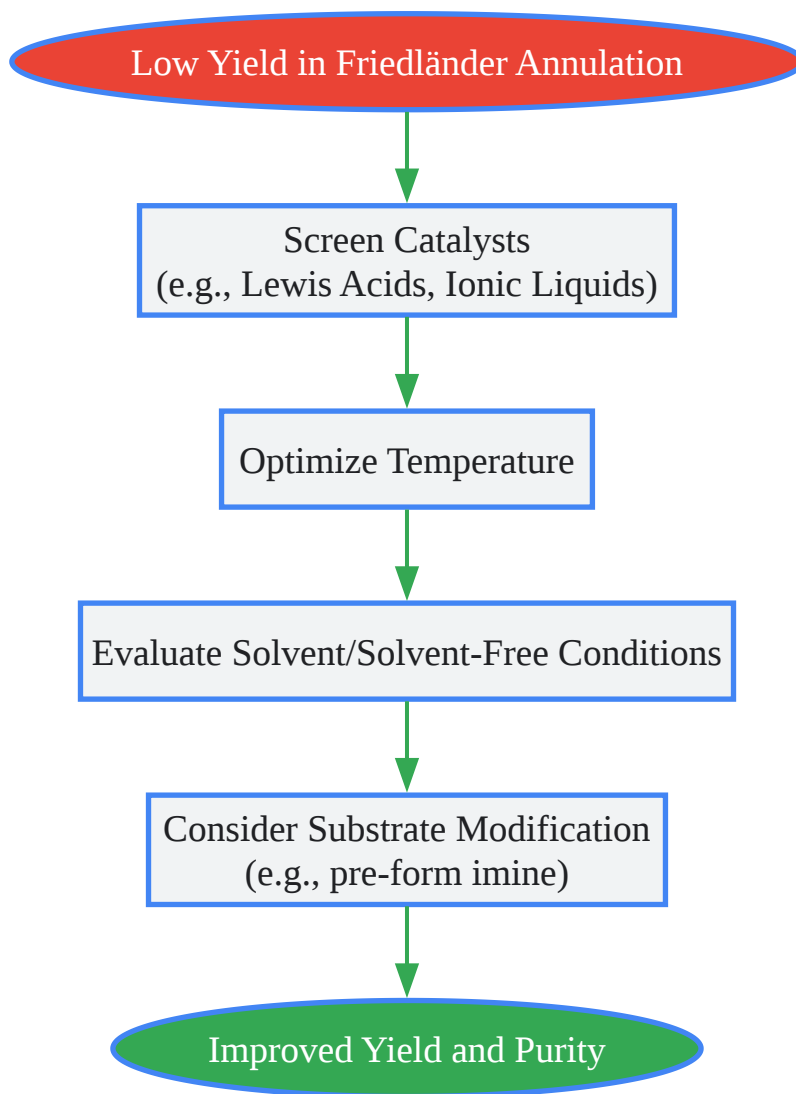 Low Yield in Friedländer Annulation
Screen Catalysts
(e.g., Lewis Acids, Ionic Liquids)
Optimize Temperature
Evaluate Solvent/Solvent-Free Conditions
Consider Substrate Modification
(e.g., pre-form imine)
Improved Yield and Purity